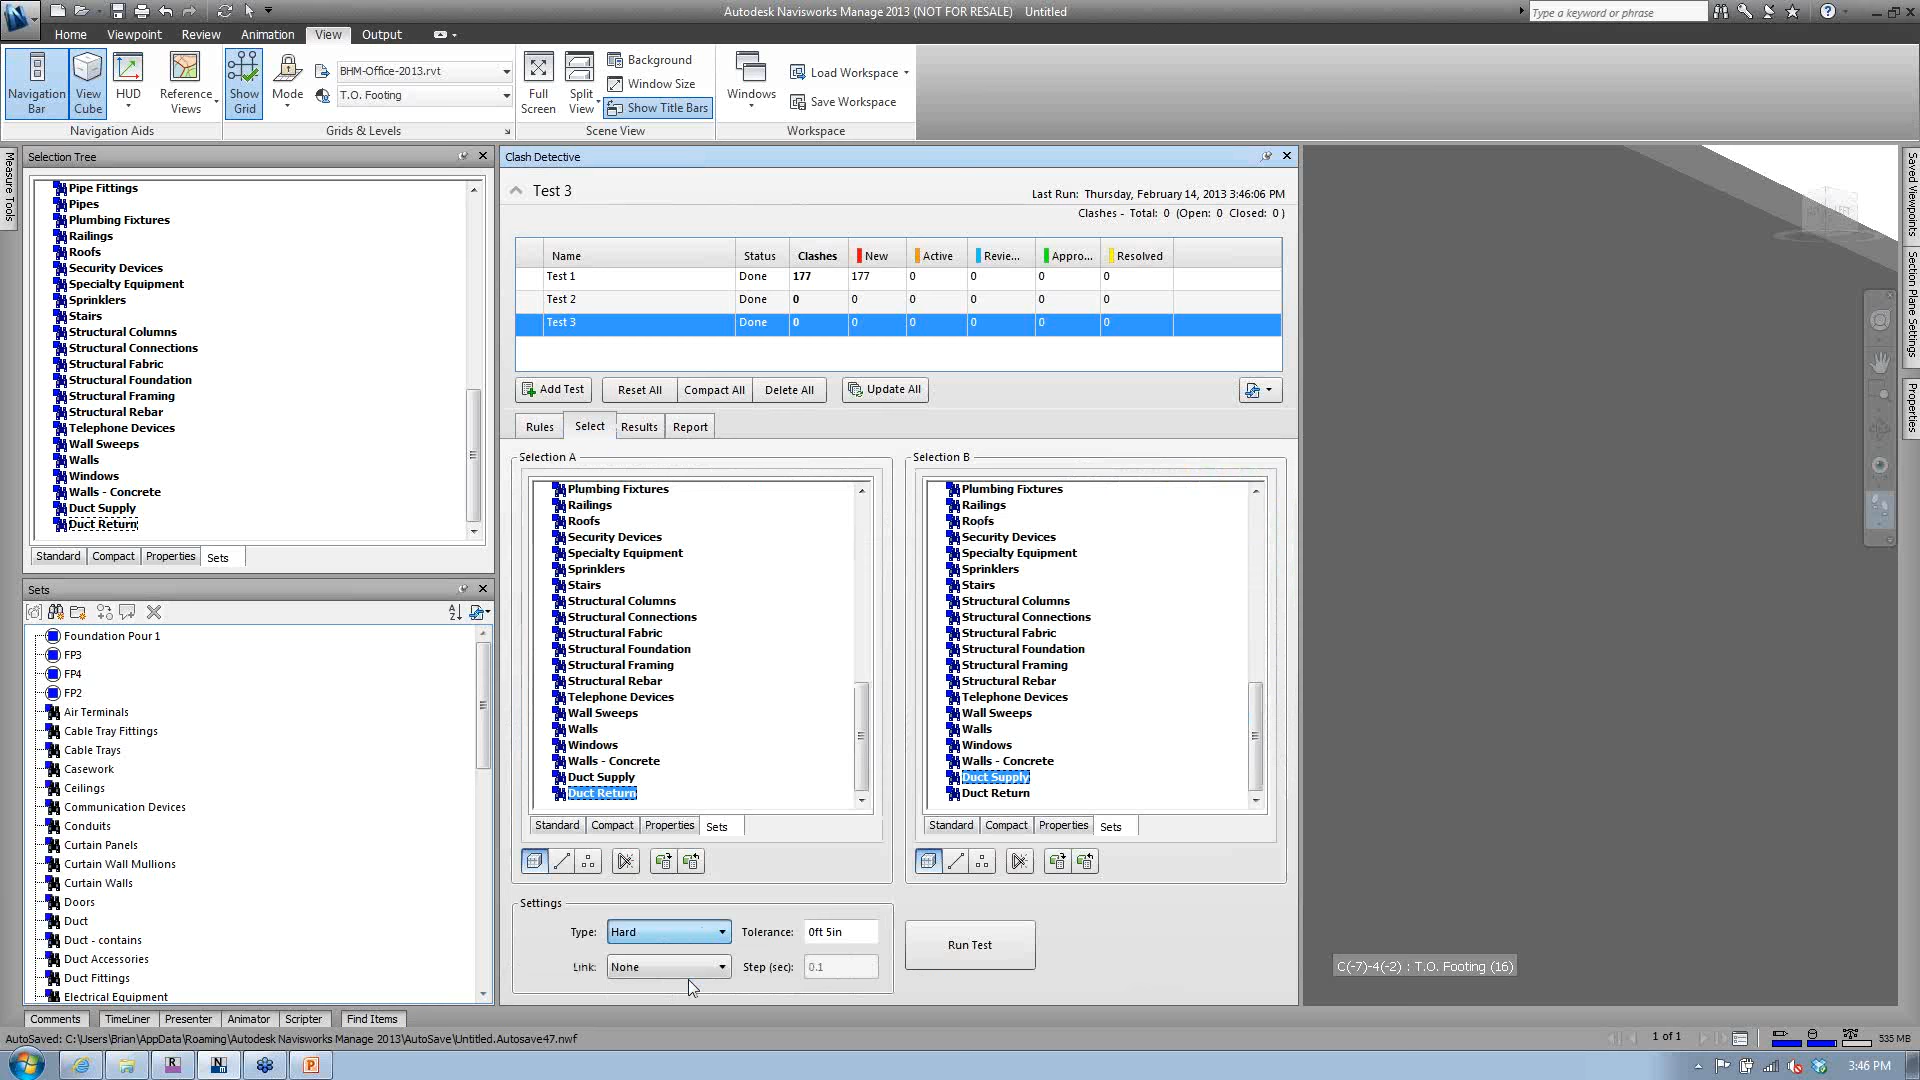 Autodesk Navisworks Manage 2013 (NOT FOR RESALE) Untitled
Type a keyword or phrase
Home Viewpoint Review Animation View Output
Navigation Bar
View Cube
HUD
Reference Views
Navigation Aids
Show Grid
Mode
BHM-Office-2013.rvt
T.O. Footing
Grids & Levels
Full Screen
Split View
Background
Window Size
Show Title Bars
Scene View
Windows
Load Workspace
Save Workspace
Workspace
Measure Tools
Selection Tree
Pipe Fittings
Pipes
Plumbing Fixtures
Railings
Roofs
Security Devices
Specialty Equipment
Sprinklers
Stairs
Structural Columns
Structural Connections
Structural Fabric
Structural Foundation
Structural Framing
Structural Rebar
Telephone Devices
Wall Sweeps
Walls
Windows
Walls - Concrete
Duct Supply
Duct Return
Standard Compact Properties Sets
Sets
Foundation Pour 1
FP3
FP4
FP2
Air Terminals
Cable Tray Fittings
Cable Trays
Casework
Ceilings
Communication Devices
Conduits
Curtain Panels
Curtain Wall Mullions
Curtain Walls
Doors
Duct
Duct - contains
Duct Accessories
Duct Fittings
Electrical Equipment
Clash Detective
Test 3
Last Run: Thursday, February 14, 2013 3:46:06 PM
Clashes - Total: 0 (Open: 0 Closed: 0 )
Name Status Clashes New Active Revie... Appro... Resolved
Test 1 Done 177 177 0 0 0 0
Test 2 Done 0 0 0 0 0 0
Test 3 Done 0 0 0 0 0 0
Add Test Reset All Compact All Delete All Update All
Rules Select Results Report
Selection A
Plumbing Fixtures
Railings
Roofs
Security Devices
Specialty Equipment
Sprinklers
Stairs
Structural Columns
Structural Connections
Structural Fabric
Structural Foundation
Structural Framing
Structural Rebar
Telephone Devices
Wall Sweeps
Walls
Windows
Walls - Concrete
Duct Supply
Duct Return
Standard Compact Properties Sets
Selection B
Plumbing Fixtures
Railings
Roofs
Security Devices
Specialty Equipment
Sprinklers
Stairs
Structural Columns
Structural Connections
Structural Fabric
Structural Foundation
Structural Framing
Structural Rebar
Telephone Devices
Wall Sweeps
Walls
Windows
Walls - Concrete
Duct Supply
Duct Return
Standard Compact Properties Sets
Settings
Type: Hard Tolerance: 0ft 5in
Link: None Step (sec): 0.1
Run Test
C(-7)-4(-2) : T.O. Footing (16)
Saved Viewpoints
Section Plane Settings
Properties
Comments TimeLiner Presenter Animator Scripter Find Items
AutoSaved: C:\Users\Brian\AppData\Roaming\Autodesk Navisworks Manage 2013\AutoSave\Untitled.Autosave47.nwf
1 of 1
535 MB
3:46 PM